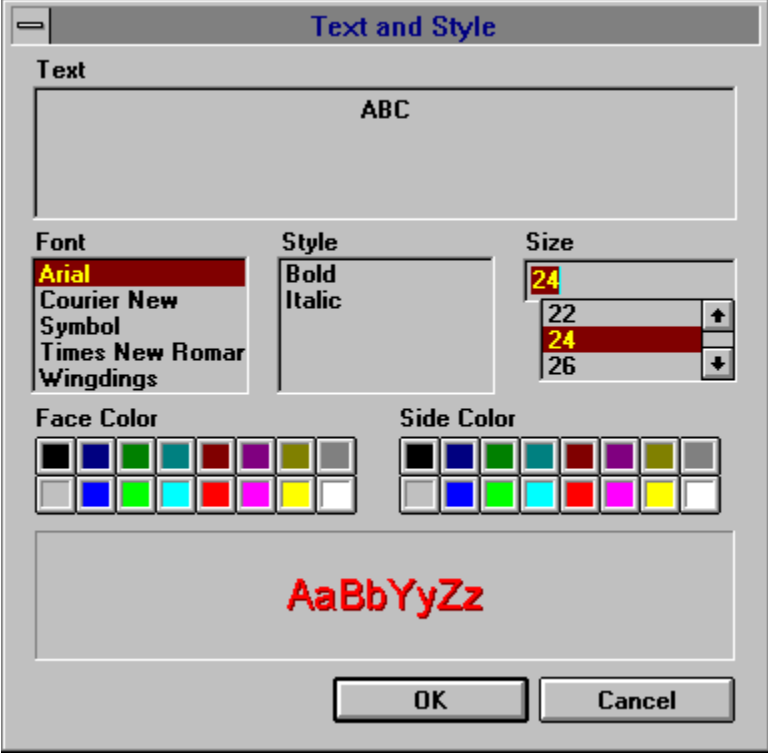 Text and Style
Text
ABC
Font
Style
Size
Arial
Courier New
Symbol
Times New Romar
Wingdings
Bold
Italic
24
22
24
26
Face Color
Side Color
AaBbYyZz
OK
Cancel